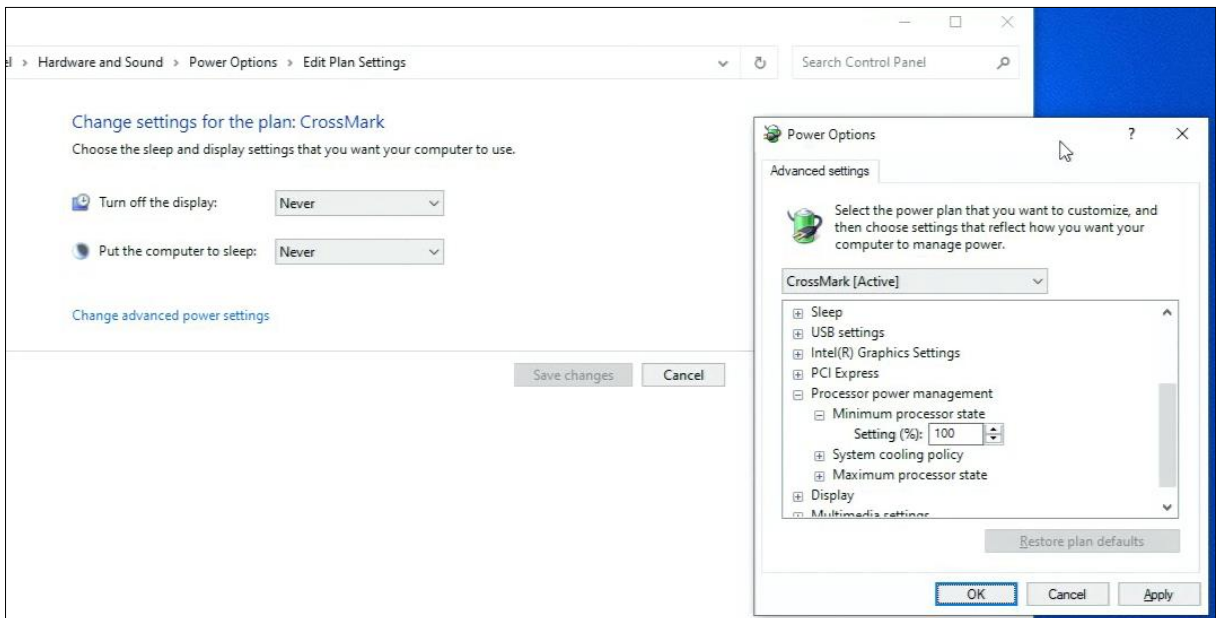 el > Hardware and Sound > Power Options > Edit Plan Settings
Search Control Panel
Change settings for the plan: CrossMark
Choose the sleep and display settings that you want your computer to use.
Turn off the display: Never
Put the computer to sleep: Never
Change advanced power settings
Save changes Cancel
Power Options
?
Advanced settings
Select the power plan that you want to customize, and
then choose settings that reflect how you want your
computer to manage power.
CrossMark [Active]
Sleep
USB settings
Intel(R) Graphics Settings
PCI Express
Processor power management
Minimum processor state
Setting (%): 100
System cooling policy
Maximum processor state
Display
Multimedia settings
Restore plan defaults
OK Cancel Apply